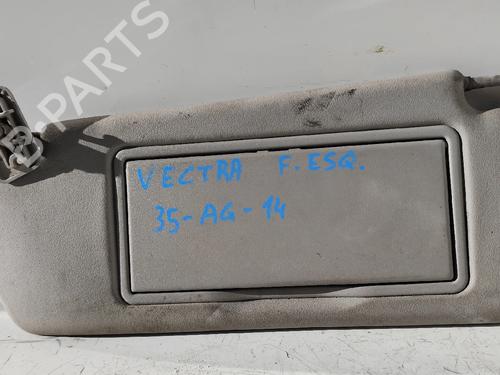 B-PARTS
VECTRA F. ESQ.
35-AG-14